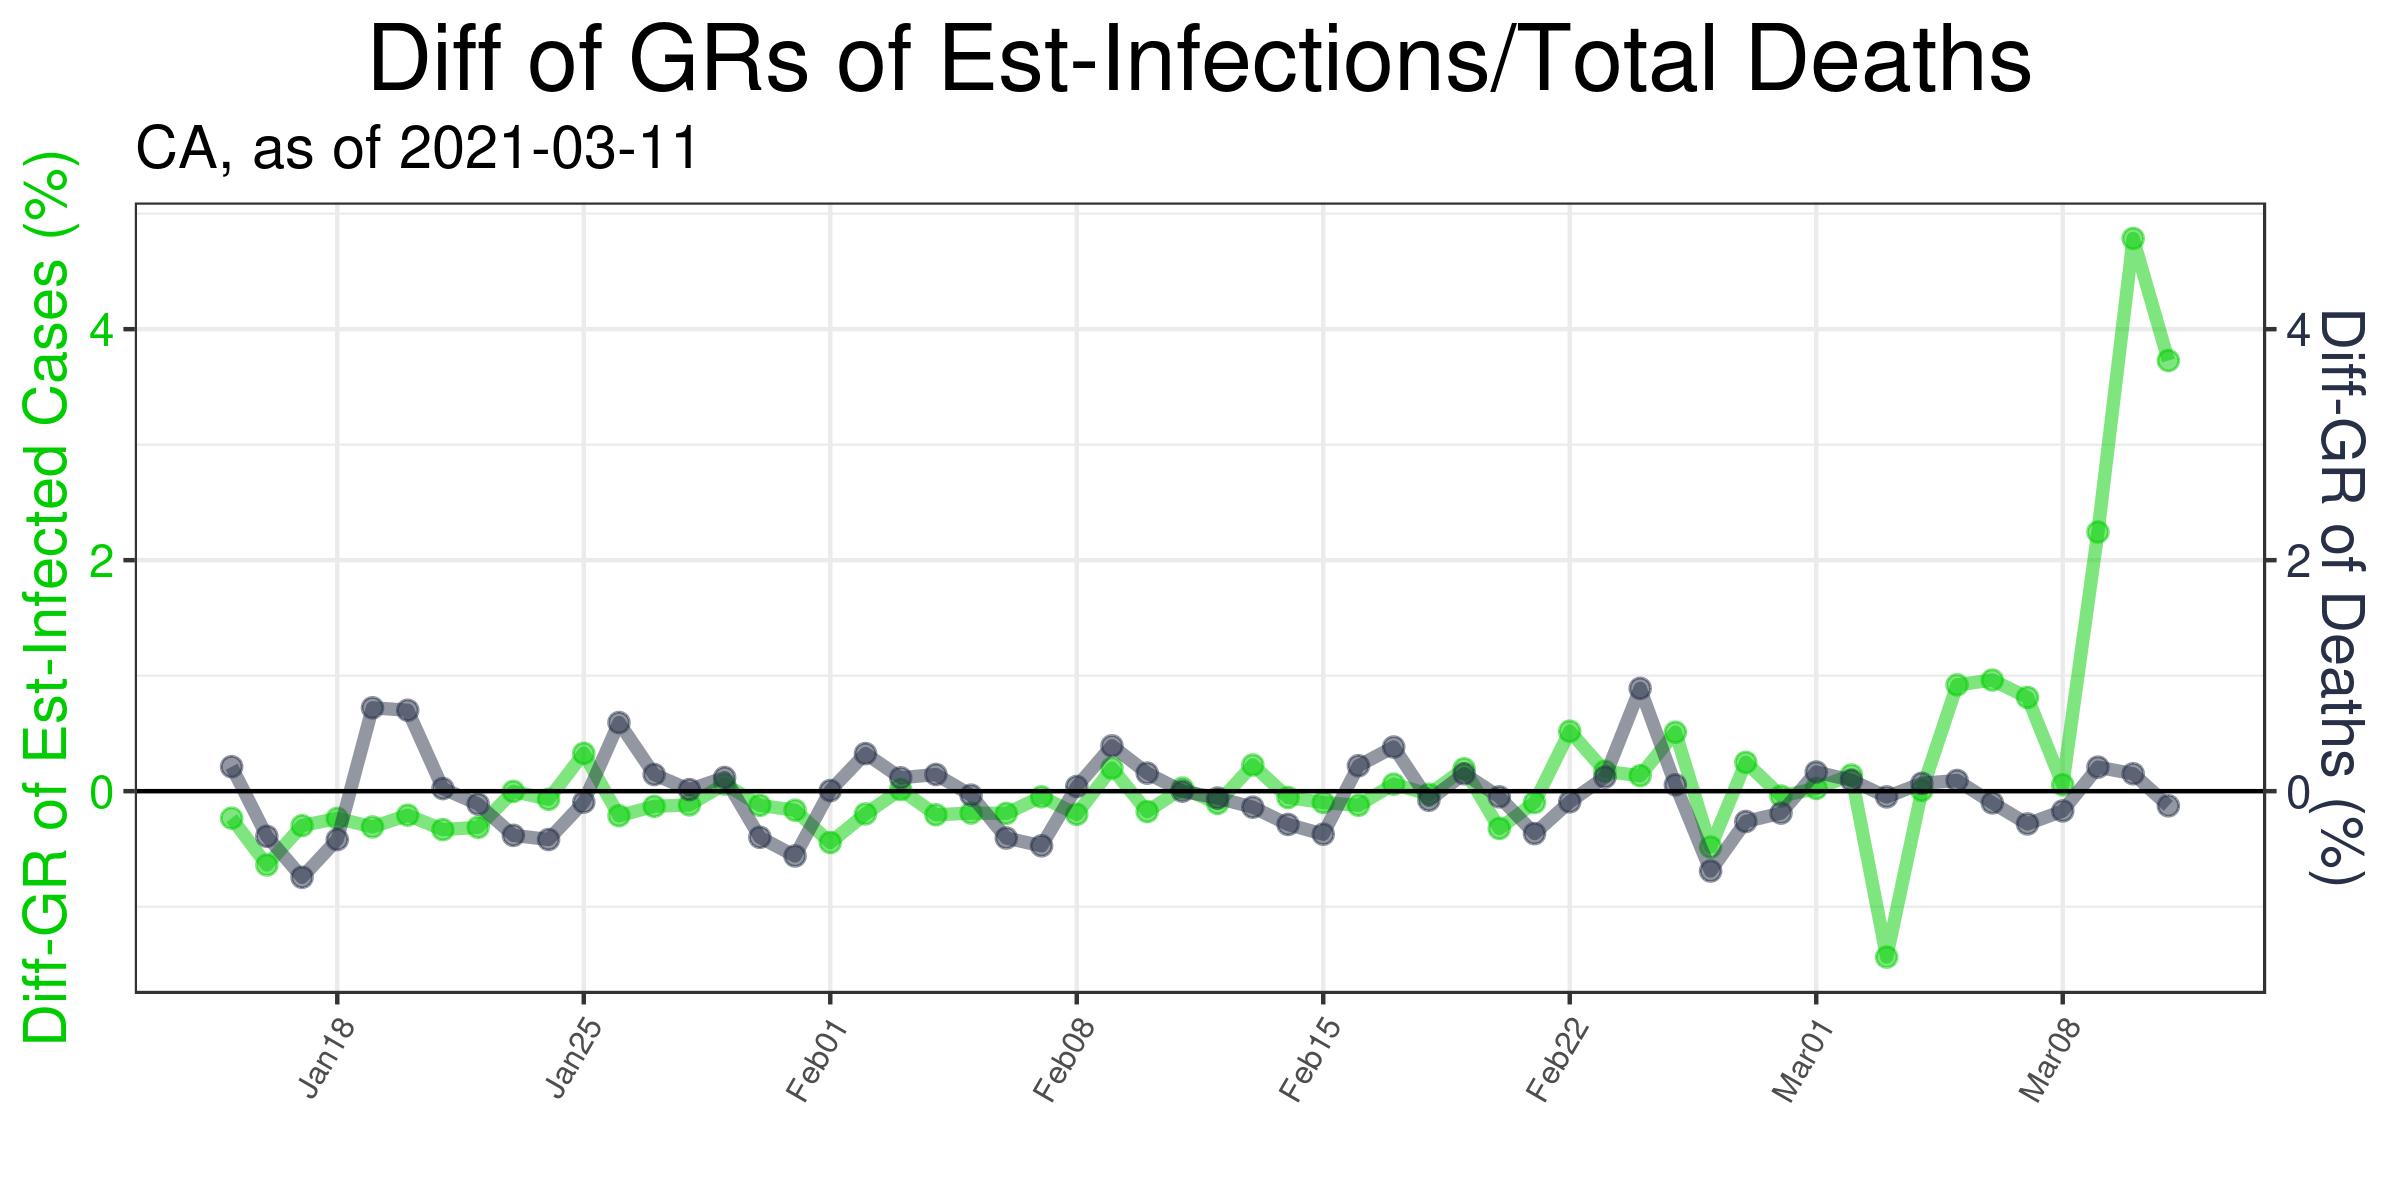 Diff of GRs of Est-Infections/Total Deaths
CA, as of 2021-03-11
Diff-GR of Est-Infected Cases (%)
4
2
0
4
2
0
Diff-GR of Deaths (%)
Jan18
Jan25
Feb01
Feb08
Feb15
Feb22
Mar01
Mar08